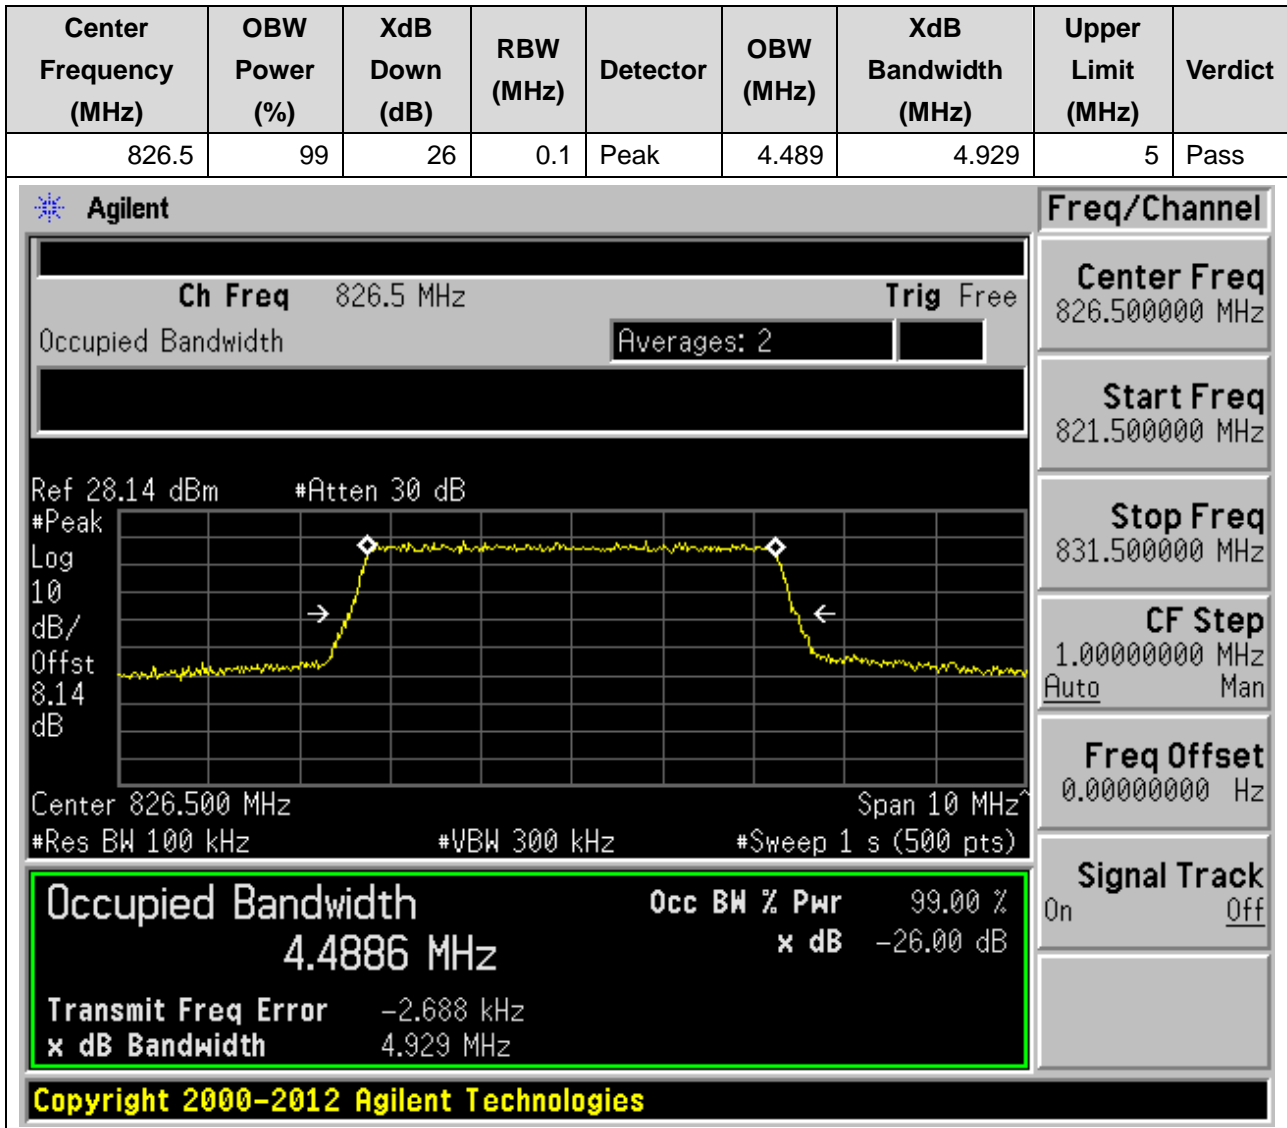 Center Frequency (MHz) OBW Power (%) XdB Down (dB) RBW (MHz) Detector OBW (MHz) XdB Bandwidth (MHz) Upper Limit (MHz) Verdict
826.5 99 26 0.1 Peak 4.489 4.929 5 Pass
Agilent
Ch Freq 826.5 MHz Trig Free
Occupied Bandwidth Averages: 2
Ref 28.14 dBm #Atten 30 dB
#Peak
Log
10
dB/
Offst
8.14
dB
Center 826.500 MHz Span 10 MHz^
#Res BW 100 kHz #VBW 300 kHz #Sweep 1 s (500 pts)
Occupied Bandwidth Occ BW % Pwr 99.00 %
4.4886 MHz x dB -26.00 dB
Transmit Freq Error -2.688 kHz
x dB Bandwidth 4.929 MHz
Freq/Channel
Center Freq
826.500000 MHz
Start Freq
821.500000 MHz
Stop Freq
831.500000 MHz
CF Step
1.00000000 MHz
Auto Man
Freq Offset
0.00000000 Hz
Signal Track
On Off
Copyright 2000-2012 Agilent Technologies